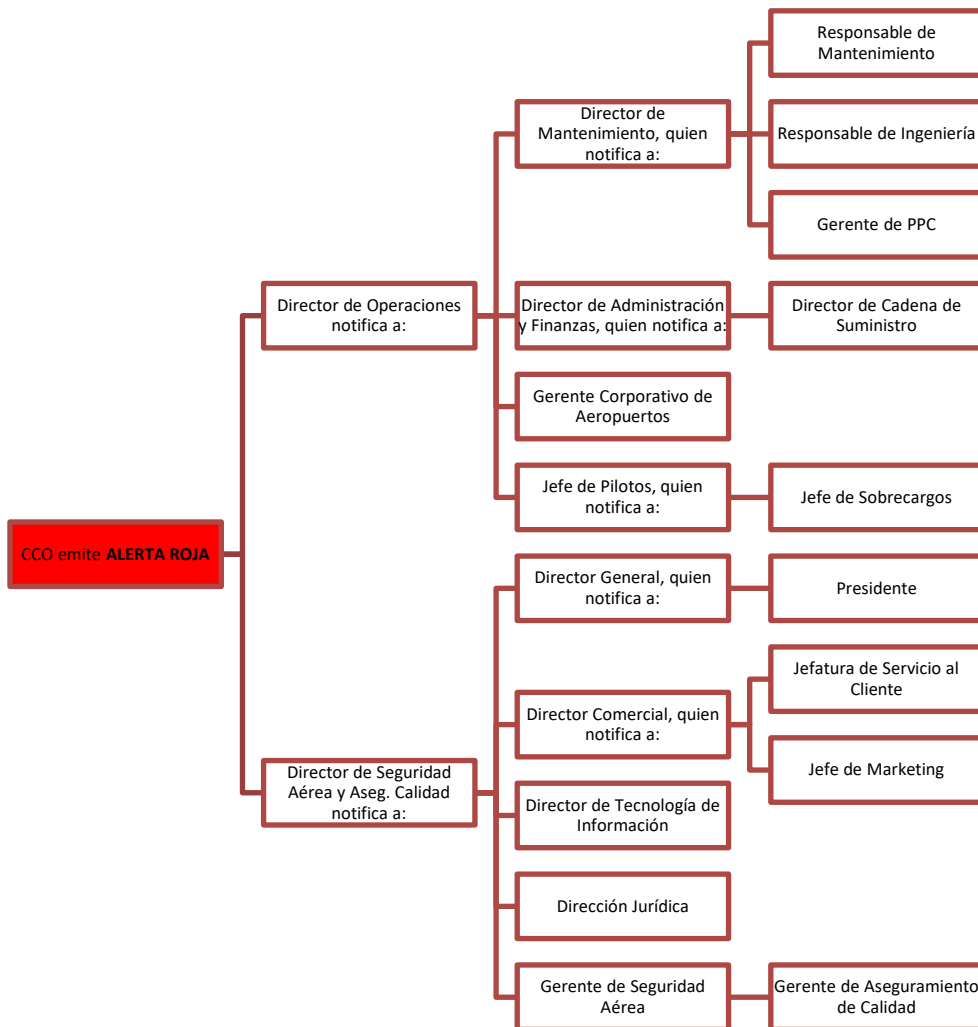 Responsable de
Mantenimiento
Director de
Mantenimiento, quien
notifica a:
Responsable de Ingeniería
Gerente de PPC
Director de Operaciones
notifica a:
Director de Administración
y Finanzas, quien notifica a:
Director de Cadena de
Suministro
Gerente Corporativo de
Aeropuertos
Jefe de Pilotos, quien
notifica a:
Jefe de Sobrecargos
CCO emite ALERTA ROJA
Director General, quien
notifica a:
Presidente
Jefatura de Servicio al
Cliente
Director Comercial, quien
notifica a:
Jefe de Marketing
Director de Seguridad
Aérea y Aseg. Calidad
notifica a:
Director de Tecnología de
Información
Dirección Jurídica
Gerente de Seguridad
Aérea
Gerente de Aseguramiento
de Calidad